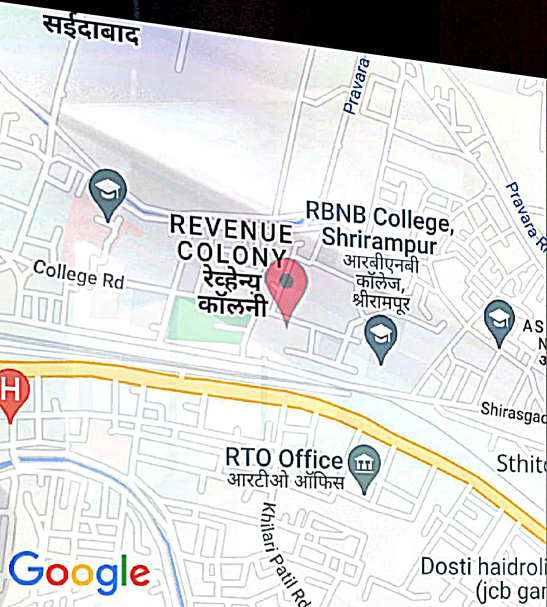 सईदाबाद
Pravara
Pravara
REVENUE
COLONY
रेव्हेन्यू
कॉलनी
RBNB College,
Shrirampur
आरबीएनबी
कॉलेज,
श्रीरामपूर
College Rd
AS
N
H
Shirasgao
RTO Office
आरटीओ ऑफिस
Khilari Patil Rd
Sthit
Google
Dosti haidroli
(jcb gar